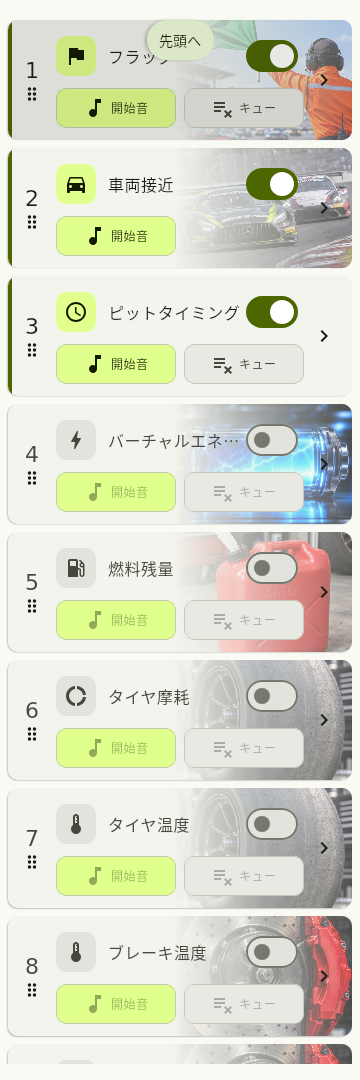 先頭へ
1
フラッグ
開始音
キュー
2
車両接近
開始音
3
ピットタイミング
開始音
キュー
4
バーチャルエネ…
開始音
キュー
5
燃料残量
開始音
キュー
6
タイヤ摩耗
開始音
キュー
7
タイヤ温度
開始音
キュー
8
ブレーキ温度
開始音
キュー